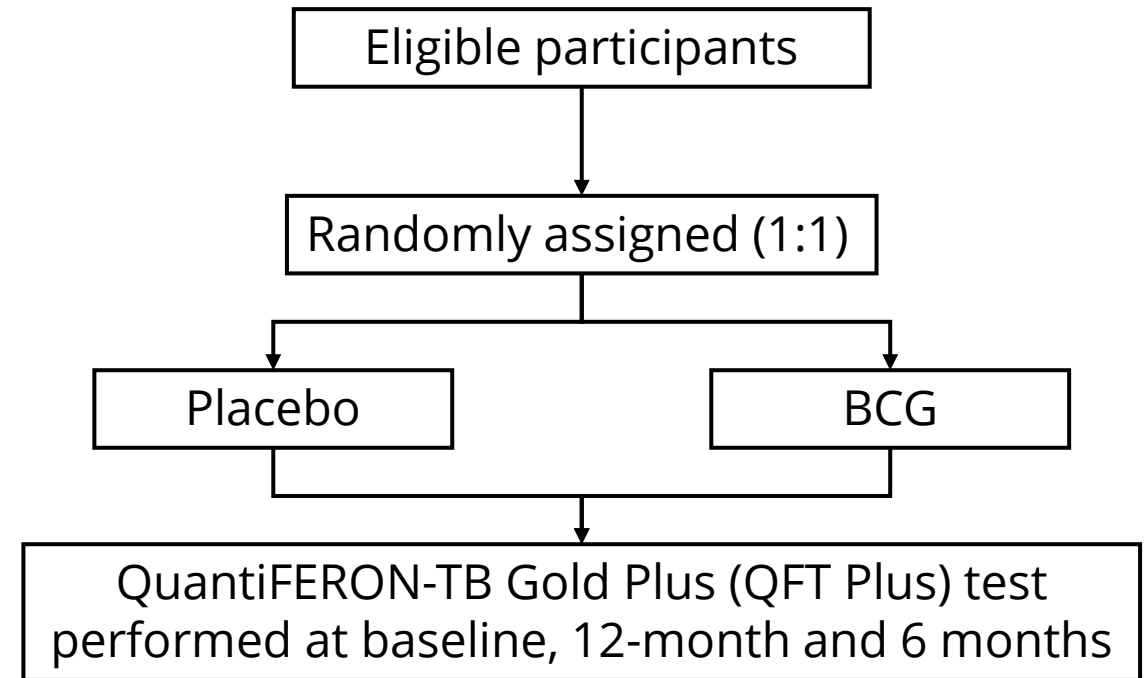 Eligible participants
Randomly assigned (1:1)
Placebo
BCG
QuantiFERON-TB Gold Plus (QFT Plus) test
performed at baseline, 12-month and 6 months